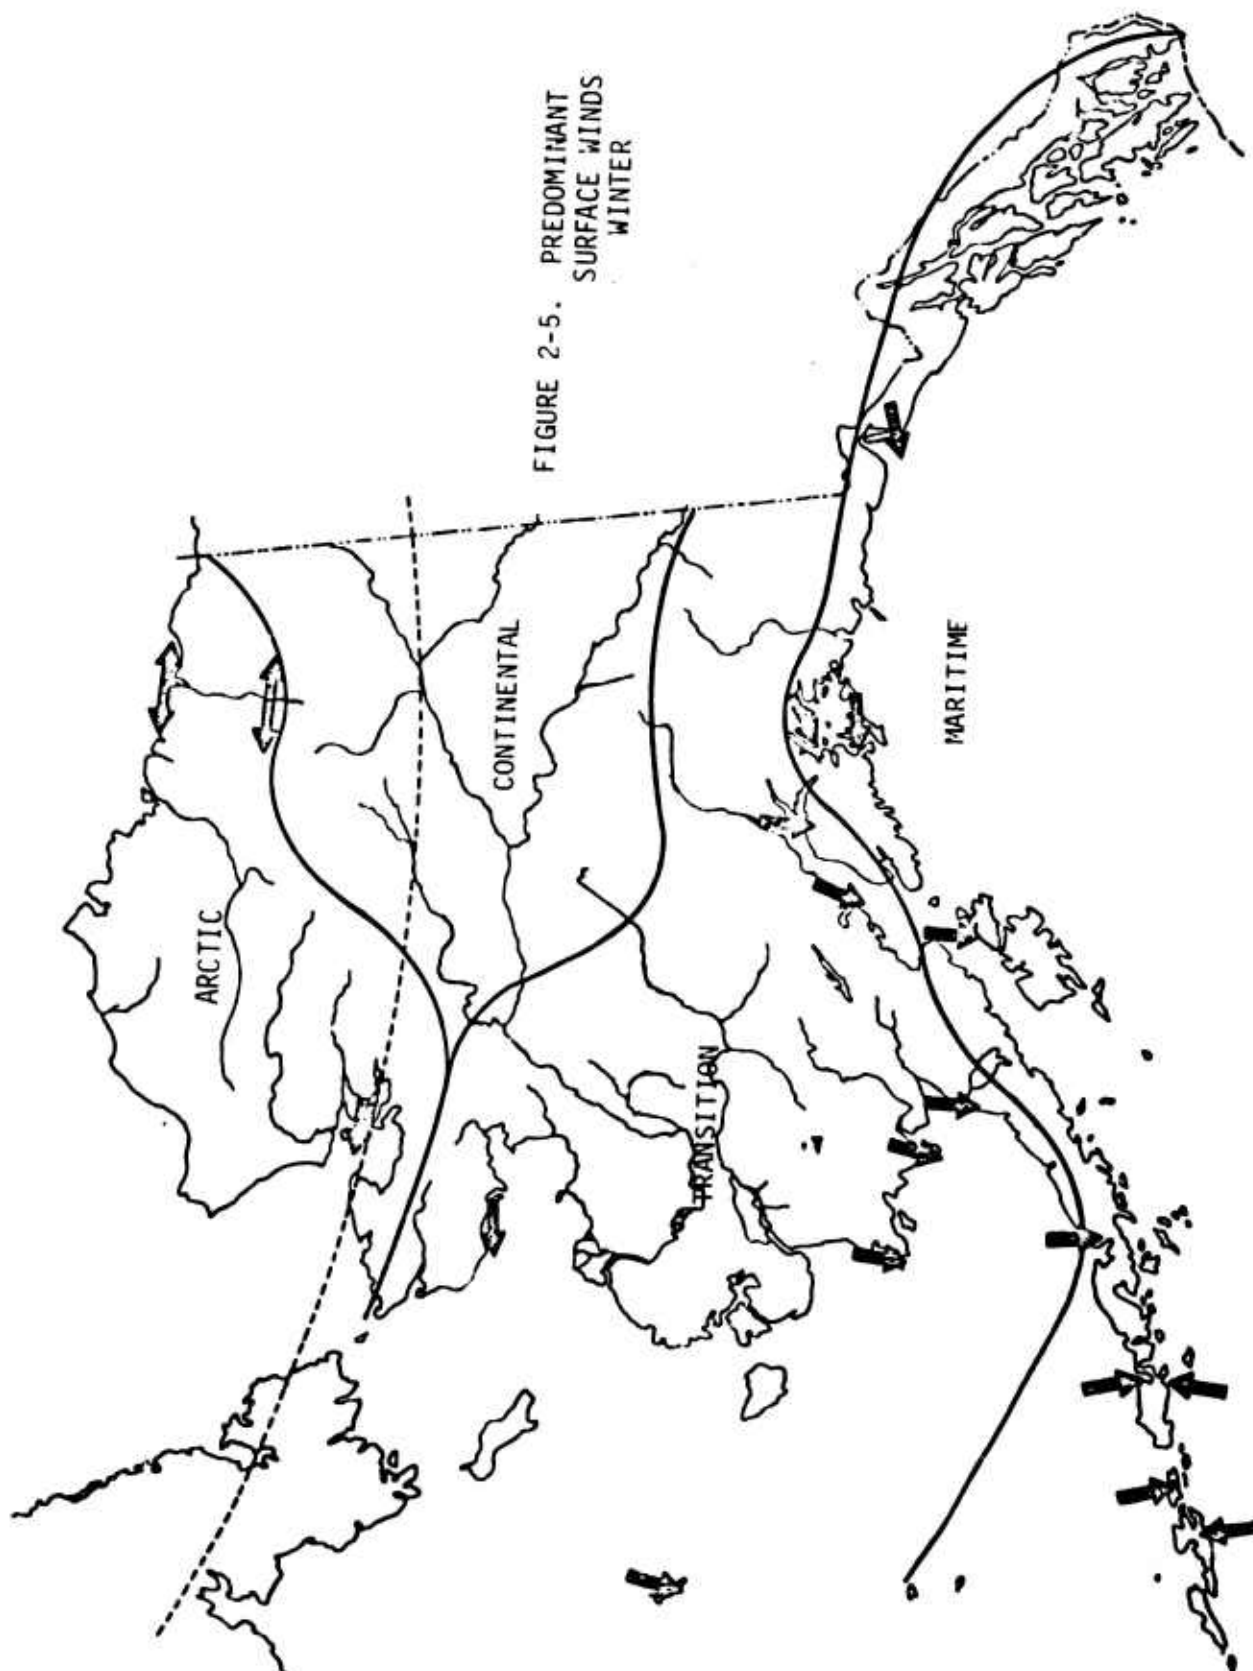 FIGURE 2-5. PREDOMINANT
SURFACE WINDS
WINTER
ARCTIC
CONTINENTAL
TRANSITION
MARITIME